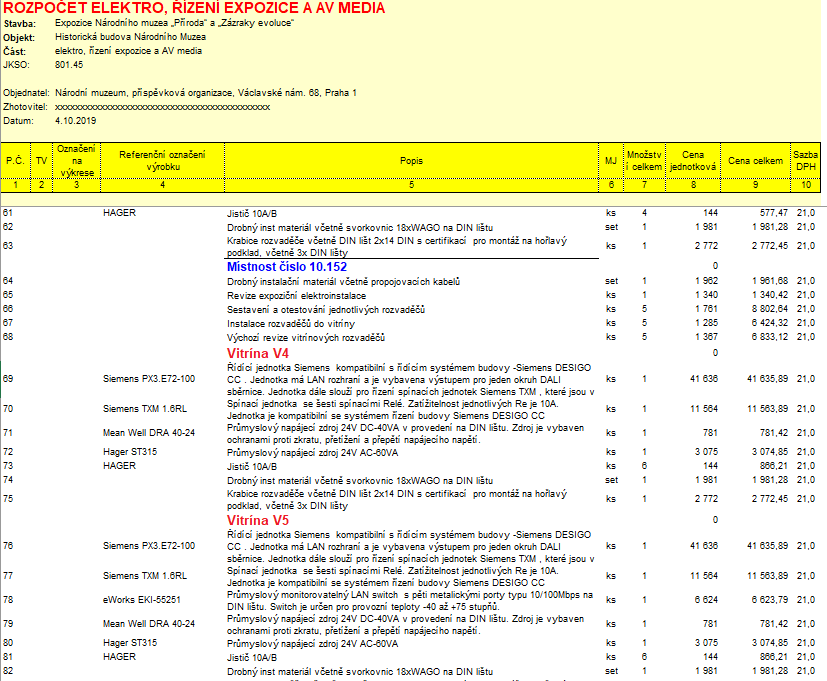 ROZPOČET ELEKTRO, ŘÍZENÍ EXPOZICE A AV MEDIA
Stavba: Expozice Národního muzea „Příroda“ a „Zázraky evoluce“
Objekt: Historická budova Národního Muzea
Část: elektro, řízení expozice a AV media
JKSO: 801.45
Objednatel: Národní muzeum, příspěvková organizace, Václavské nám. 68, Praha 1
Zhotovitel: xxxxxxxxxxxxxxxxxxxxxxxxxxxxxxxxxxxxxxxxxxx
Datum: 4.10.2019
P.Č. TV Označení na výkrese Referenční označení výrobku Popis MJ Množstv í celkem Cena jednotková Cena celkem Sazba DPH
1 2 3 4 5 6 7 8 9 10
61 HAGER Jistič 10A/B ks 4 144 577,47 21,0
62 Drobný inst materiál včetně svorkovnic 18xWAGO na DIN lištu set 1 1 981 1 981,28 21,0
63 Krabice rozvaděče včetně DIN lišt 2x14 DIN s certifikací pro montáž na hořlavý podklad, včetně 3x DIN lišty ks 1 2 772 2 772,45 21,0
Místnost číslo 10.152 0
64 Drobný instalační materiál včetně propojovacích kabelů set 1 1 962 1 961,68 21,0
65 Revize expoziční elektroinstalace ks 1 1 340 1 340,42 21,0
66 Sestavení a otestování jednotlivých rozvaděčů ks 5 1 761 8 802,64 21,0
67 Instalace rozvaděčů do vitríny ks 5 1 285 6 424,32 21,0
68 Výchozí revize vitrínových rozvaděčů ks 5 1 367 6 833,12 21,0
Vitrína V4 0
69 Siemens PX3.E72-100 Řídící jednotka Siemens kompatibilní s řídicím systémem budovy -Siemens DESIGO CC . Jednotka má LAN rozhraní a je vybavena výstupem pro jeden okruh DALI sběrnice. Jednotka dále slouží pro řízení spínacích jednotek Siemens TXM , které jsou v ks 1 41 636 41 635,89 21,0
70 Siemens TXM 1.6RL Spínací jednotka se šesti spínacími Relé. Zatížitelnost jednotlivých Re je 10A. Jednotka je kompatibilní se systémem řízení budovy Siemens DESIGO CC ks 1 11 564 11 563,89 21,0
71 Mean Well DRA 40-24 Průmyslový napájecí zdroj 24V DC-40VA v provedení na DIN lištu. Zdroj je vybaven ochranami proti zkratu, přetížení a přepětí napájecího napětí. ks 1 781 781,42 21,0
72 Hager ST315 Průmyslový napájecí zdroj 24V AC-60VA ks 1 3 075 3 074,85 21,0
73 HAGER Jistič 10A/B ks 6 144 866,21 21,0
74 Drobný inst materiál včetně svorkovnic 18xWAGO na DIN lištu set 1 1 981 1 981,28 21,0
75 Krabice rozvaděče včetně DIN lišt 2x14 DIN s certifikací pro montáž na hořlavý podklad, včetně 3x DIN lišty ks 1 2 772 2 772,45 21,0
Vitrína V5 0
76 Siemens PX3.E72-100 Řídící jednotka Siemens kompatibilní s řídicím systémem budovy -Siemens DESIGO CC . Jednotka má LAN rozhraní a je vybavena výstupem pro jeden okruh DALI sběrnice. Jednotka dále slouží pro řízení spínacích jednotek Siemens TXM , které jsou v ks 1 41 636 41 635,89 21,0
77 Siemens TXM 1.6RL Spínací jednotka se šesti spínacími Relé. Zatížitelnost jednotlivých Re je 10A. Jednotka je kompatibilní se systémem řízení budovy Siemens DESIGO CC ks 1 11 564 11 563,89 21,0
78 eWorks EKI-55251 Průmyslový monitorovatelný LAN switch s pěti metalickými porty typu 10/100Mbps na DIN lištu. Switch je určen pro provozní teploty -40 až +75 stupňů. ks 1 6 624 6 623,79 21,0
79 Mean Well DRA 40-24 Průmyslový napájecí zdroj 24V DC-40VA v provedení na DIN lištu. Zdroj je vybaven ochranami proti zkratu, přetížení a přepětí napájecího napětí. ks 1 781 781,42 21,0
80 Hager ST315 Průmyslový napájecí zdroj 24V AC-60VA ks 1 3 075 3 074,85 21,0
81 HAGER Jistič 10A/B ks 6 144 866,21 21,0
82 Drobný inst materiál včetně svorkovnic 18xWAGO na DIN lištu set 1 1 981 1 981,28 21,0